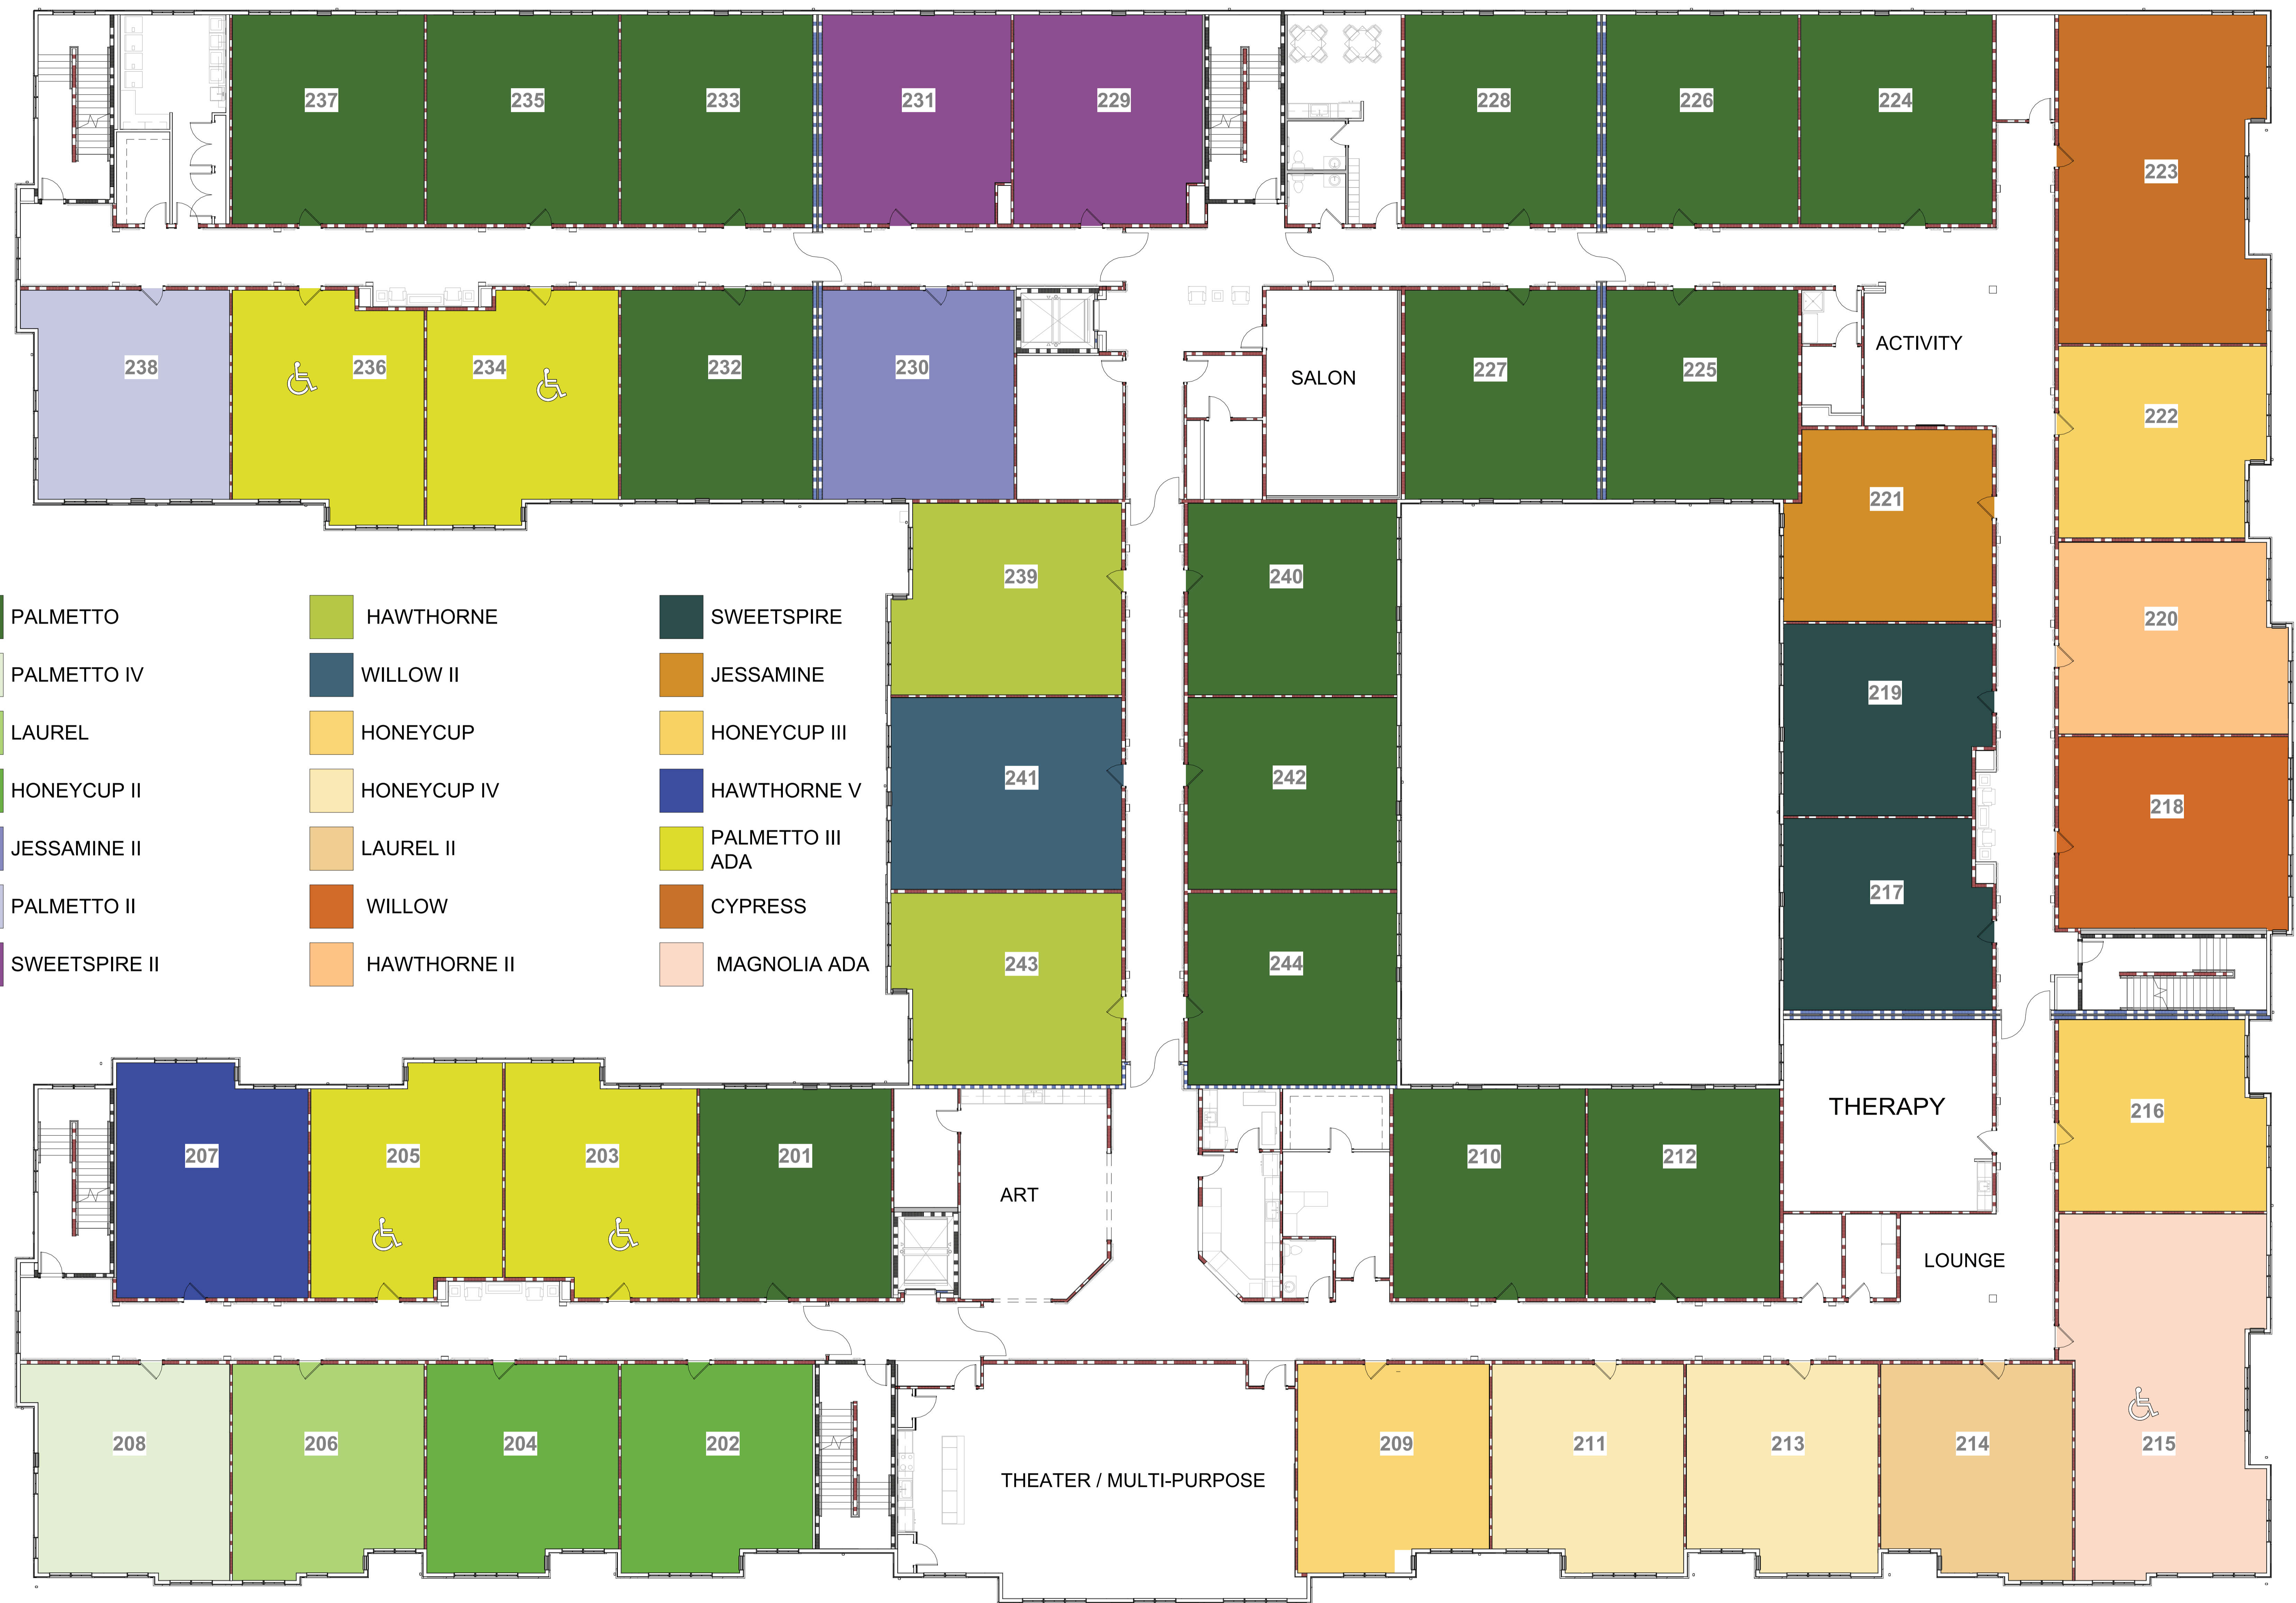 237
235
233
231
229
228
226
224
223
238
236
234
232
230
SALON
227
225
ACTIVITY
222
221
239
240
220
219
241
242
218
217
243
244
PALMETTO
HAWTHORNE
SWEETSPIRE
PALMETTO IV
WILLOW II
JESSAMINE
LAUREL
HONEYCUP
HONEYCUP III
HONEYCUP II
HONEYCUP IV
HAWTHORNE V
JESSAMINE II
LAUREL II
PALMETTO III
ADA
PALMETTO II
WILLOW
CYPRESS
SWEETSPIRE II
HAWTHORNE II
MAGNOLIA ADA
207
205
203
201
ART
210
212
THERAPY
216
LOUNGE
208
206
204
202
THEATER / MULTI-PURPOSE
209
211
213
214
215